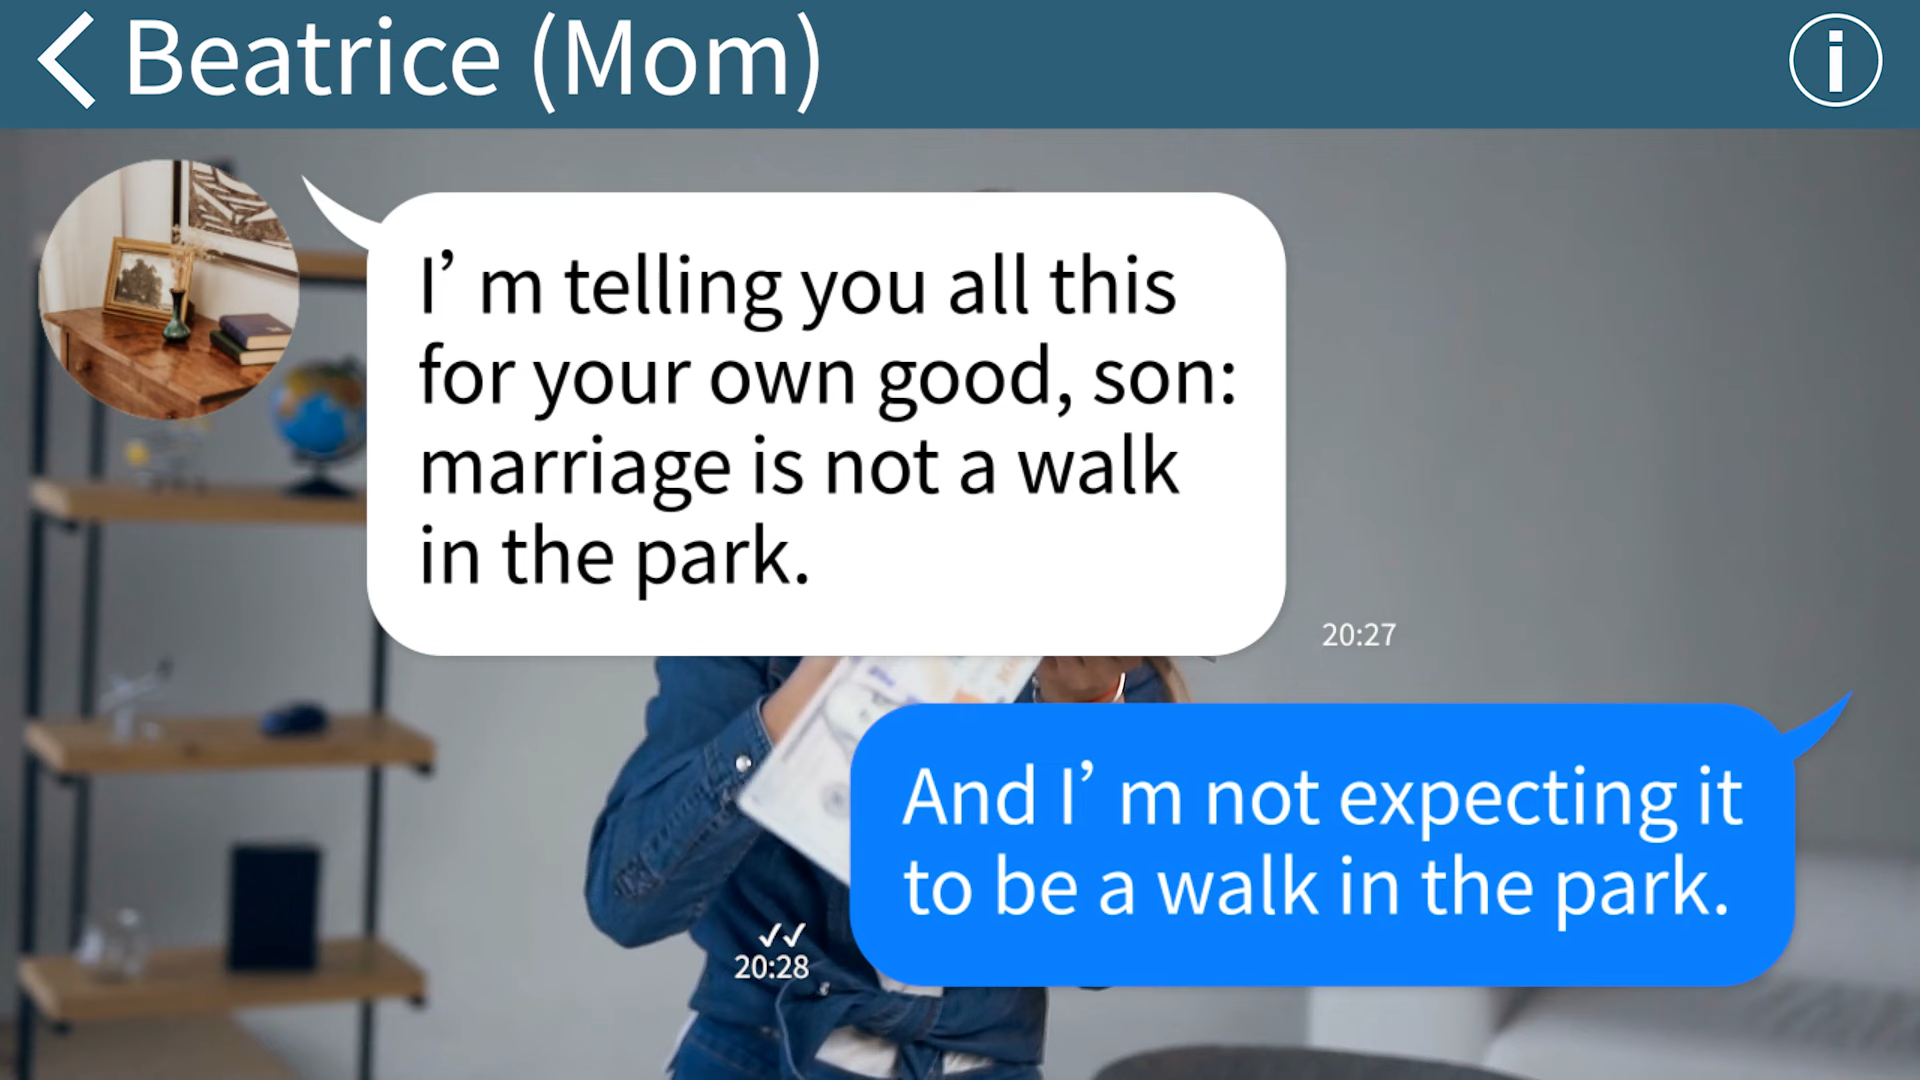 Beatrice (Mom)
I’m telling you all this
for your own good, son:
marriage is not a walk
in the park.
20:27
And I’m not expecting it
to be a walk in the park.
20:28